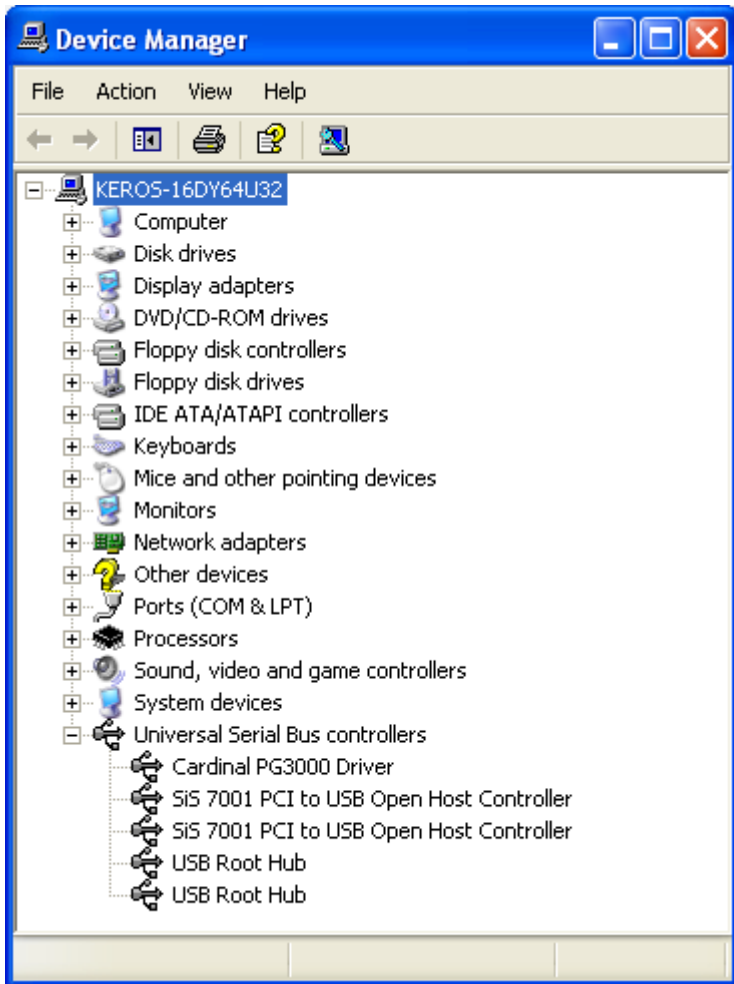 Device Manager
File Action View Help
KEROS-16DY64U32
Computer
Disk drives
Display adapters
DVD/CD-ROM drives
Floppy disk controllers
Floppy disk drives
IDE ATA/ATAPI controllers
Keyboards
Mice and other pointing devices
Monitors
Network adapters
Other devices
Ports (COM & LPT)
Processors
Sound, video and game controllers
System devices
Universal Serial Bus controllers
Cardinal PG3000 Driver
SiS 7001 PCI to USB Open Host Controller
SiS 7001 PCI to USB Open Host Controller
USB Root Hub
USB Root Hub